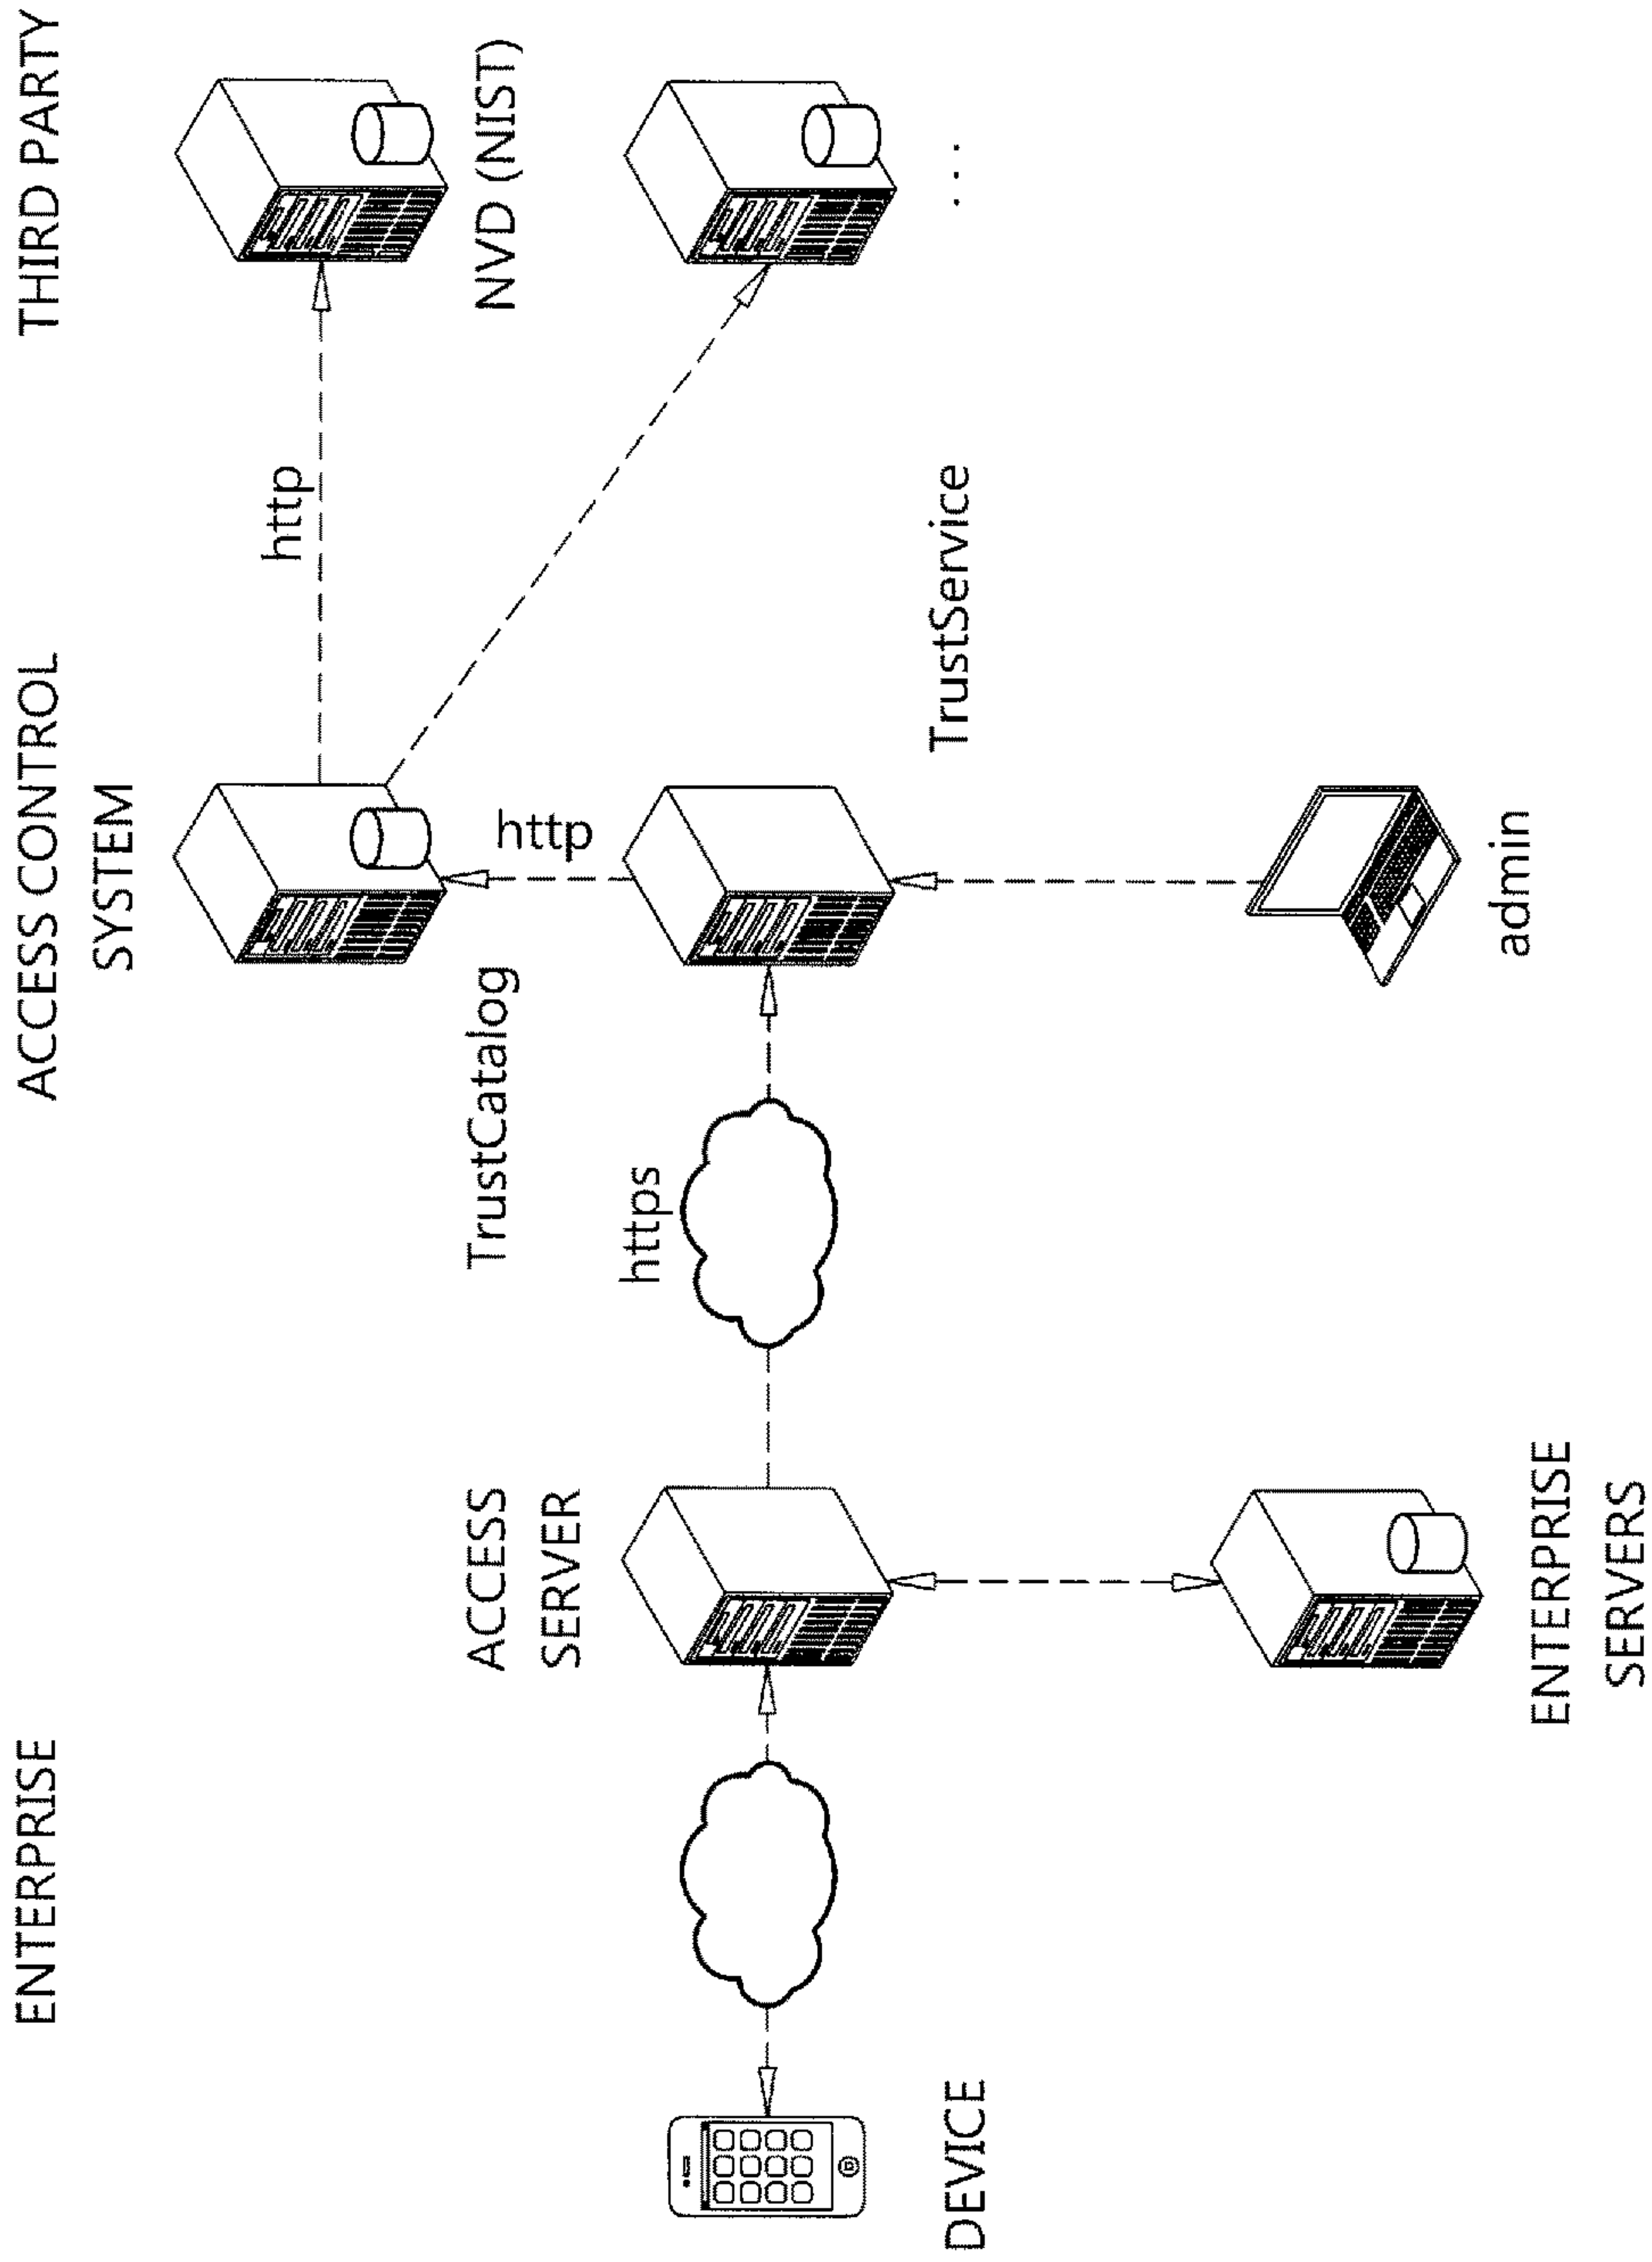 ENTERPRISE
ACCESS CONTROL
SYSTEM
THIRD PARTY
http
TrustCatalog
http
NVD (NIST)
ACCESS
SERVER
https
DEVICE
TrustService
. . .
ENTERPRISE
SERVERS
admin